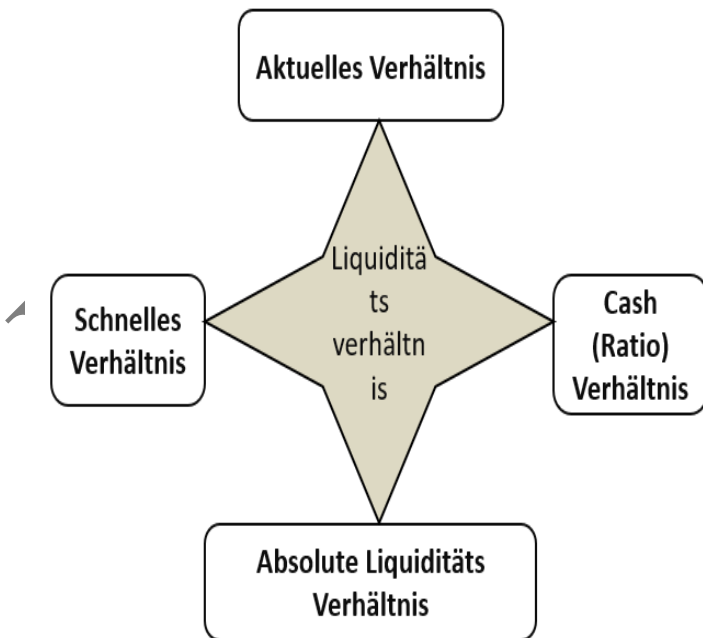 Aktuelles Verhältnis
Schnelles
Verhältnis
Liquiditä
ts
verhältn
is
Cash
(Ratio)
Verhältnis
Absolute Liquiditäts
Verhältnis